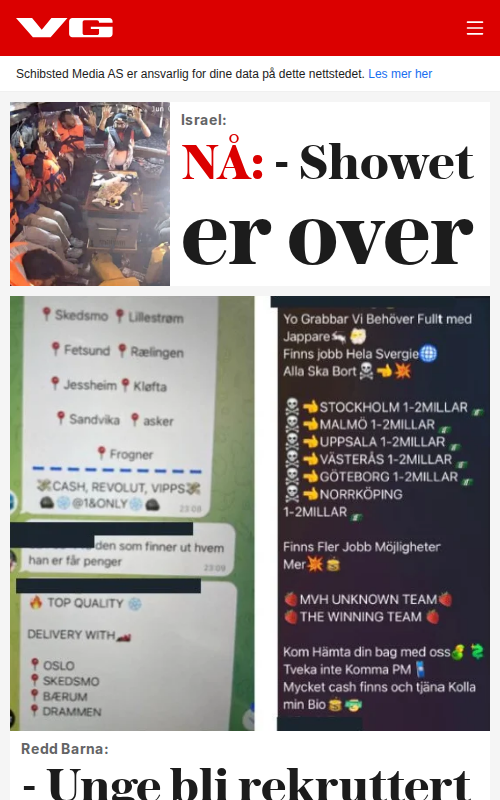 VG
Schibsted Media AS er ansvarlig for dine data på dette nettstedet. Les mer her
Jun
Israel:
NÅ: - Showet
er over
📍Skedsmo 📍Lillestrøm
📍Fetsund 📍Rælingen
📍Jessheim 📍Kløfta
📍Sandvika 📍asker
📍Frogner
💸CASH, REVOLUT, VIPPS💸
@1&ONLY
23:09
den som finner ut hvem
han er får penger
23:09
🔥 TOP QUALITY ❄️
DELIVERY WITH🏎️
📍OSLO
📍SKEDSMO
📍BÆRUM
📍DRAMMEN
Yo Grabbar Vi Behöver Fullt med
Jappare
Finns jobb Hela Svergie🌐
Alla Ska Bort☠️👉💥
☠️👉STOCKHOLM 1-2MILLAR
☠️👉MALMÖ 1-2MILLAR
☠️👉UPPSALA 1-2MILLAR
☠️👉VÄSTERÅS 1-2MILLAR
☠️👉GÖTEBORG 1-2MILLAR
☠️👉NORRKÖPING
1-2MILLAR
Finns Fler Jobb Möjligheter
Mer💥
🍓MVH UNKNOWN TEAM🍓
🍓THE WINNING TEAM🍓
Kom Hämta din bag med oss
Tveka inte Komma PM
Mycket cash finns och tjäna Kolla
min Bio
Redd Barna:
- Unge bli rekruttert